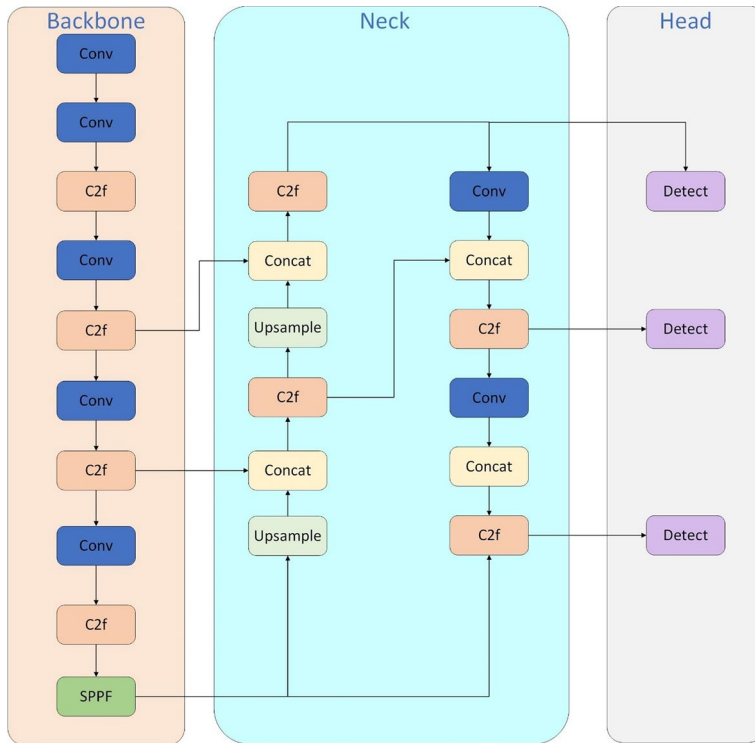 Backbone
Conv
Conv
C2f
Conv
C2f
Conv
C2f
Conv
C2f
SPPF
Neck
C2f
Concat
Upsample
C2f
Concat
Upsample
Conv
Concat
C2f
Conv
Concat
C2f
Head
Detect
Detect
Detect